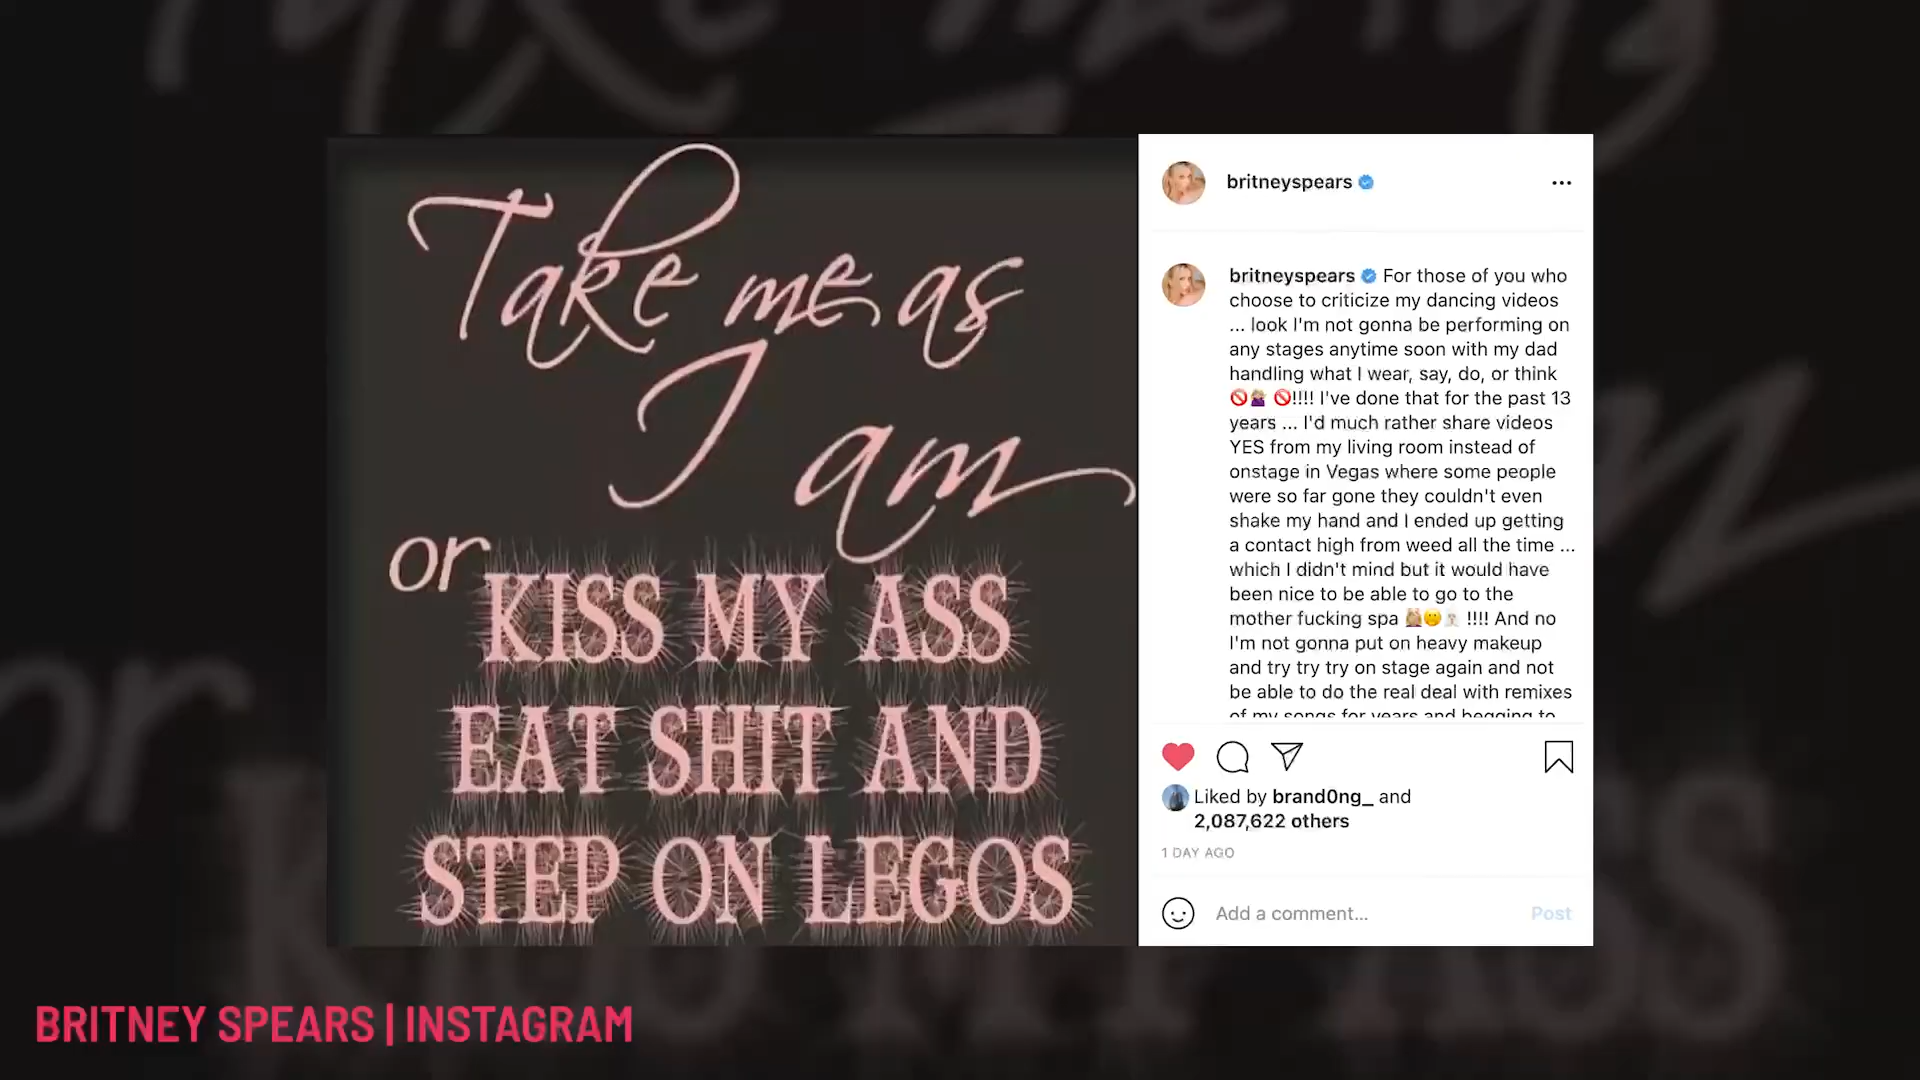 Take me as
I am
or KISS MY ASS
EAT SHIT AND
STEP ON LEGOS
britneyspears
britneyspears For those of you who
choose to criticize my dancing videos
... look I'm not gonna be performing on
any stages anytime soon with my dad
handling what I wear, say, do, or think
🚫🤷🏼‍♀️ 🚫!!!! I've done that for the past 13
years ... I'd much rather share videos
YES from my living room instead of
onstage in Vegas where some people
were so far gone they couldn't even
shake my hand and I ended up getting
a contact high from weed all the time ...
which I didn't mind but it would have
been nice to be able to go to the
mother fucking spa !!!! And no
I'm not gonna put on heavy makeup
and try try try on stage again and not
be able to do the real deal with remixes
of my songs for years and begging to
Liked by brand0ng_ and
2,087,622 others
1 DAY AGO
Add a comment... Post
BRITNEY SPEARS | INSTAGRAM